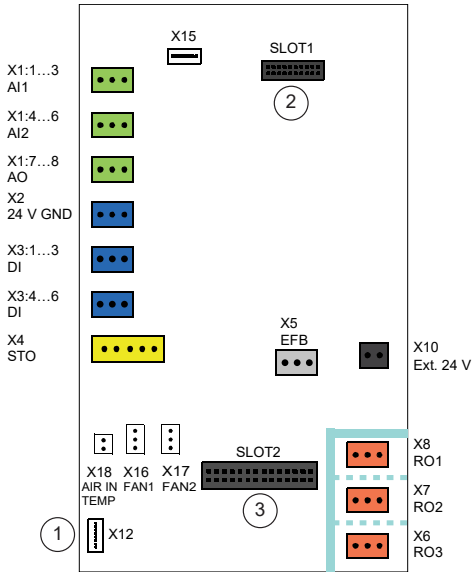 X15
SLOT1
2
X1:1…3
AI1
X1:4…6
AI2
X1:7…8
AO
X2
24 V GND
X3:1…3
DI
X3:4…6
DI
X4
STO
X5
EFB
X10
Ext. 24 V
X18
AIR IN
TEMP
X16
FAN1
X17
FAN2
SLOT2
3
X8
RO1
X7
RO2
X6
RO3
1
X12